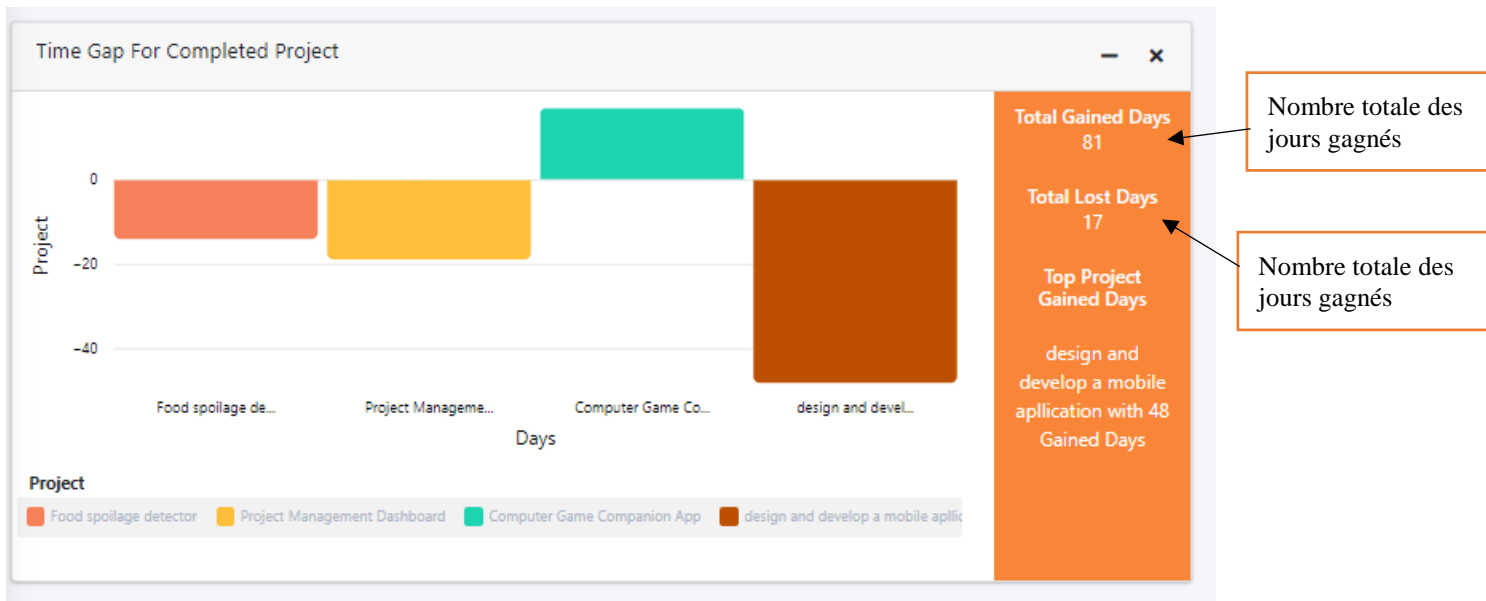 Time Gap For Completed Project
Total Gained Days
81
Total Lost Days
17
Top Project
Gained Days
design and
develop a mobile
apllication with 48
Gained Days
Nombre totale des
jours gagnés
Nombre totale des
jours gagnés
Project
0
−20
−40
Food spoilage de...
Project Manageme...
Computer Game Co...
design and devel...
Days
Project
Food spoilage detector
Project Management Dashboard
Computer Game Companion App
design and develop a mobile apllic